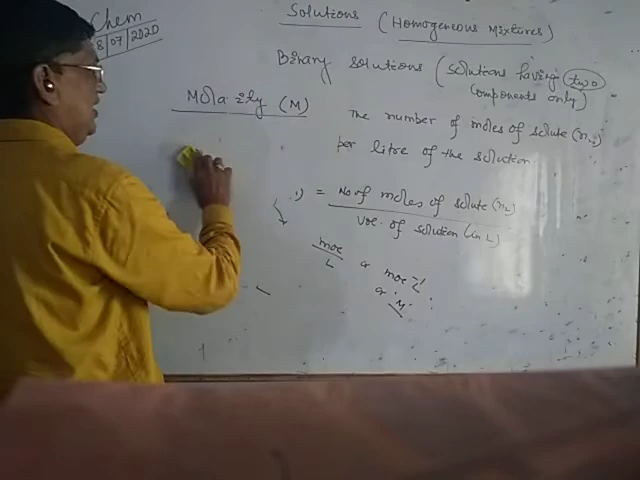 Chem
8/07/2020
Solutions (Homogeneous Mixtures)
Binary solutions (solutions having two
components only)
Mola ity (M)
The number of moles of solute (n₂)
per litre of the solution
= No of moles of solute (n₂)
Vol. of solution (in L)
mol
L
or mol L⁻¹
or "M"